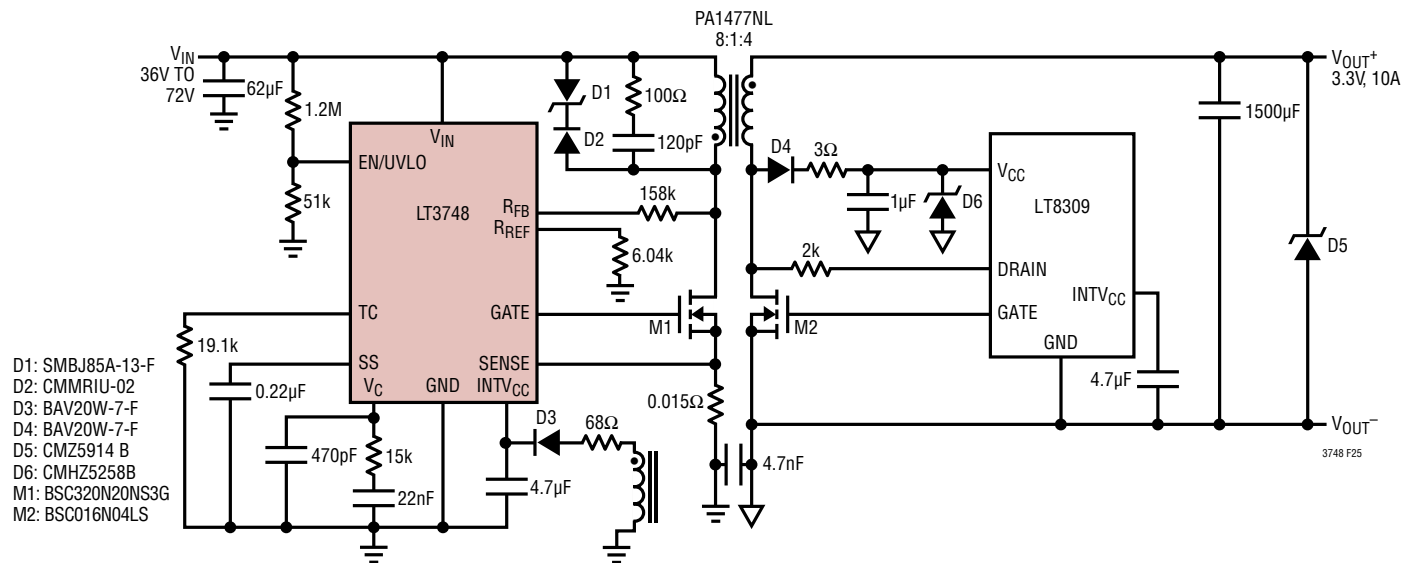 PA1477NL
8:1:4
VIN
36V TO
72V
62µF
1.2M
D1
100Ω
D2
120pF
VIN
EN/UVLO
51k
LT3748
RFB
RREF
158k
6.04k
TC
GATE
M1
M2
19.1k
SS
SENSE
VC
GND
INTVCC
0.22µF
0.015Ω
470pF
15k
22nF
D3
68Ω
4.7µF
4.7nF
D4
3Ω
1µF
D6
2k
VCC
LT8309
DRAIN
INTVCC
GATE
GND
4.7µF
1500µF
D5
VOUT+
3.3V, 10A
VOUT–
3748 F25
D1: SMBJ85A-13-F
D2: CMMRIU-02
D3: BAV20W-7-F
D4: BAV20W-7-F
D5: CMZ5914 B
D6: CMHZ5258B
M1: BSC320N20NS3G
M2: BSC016N04LS